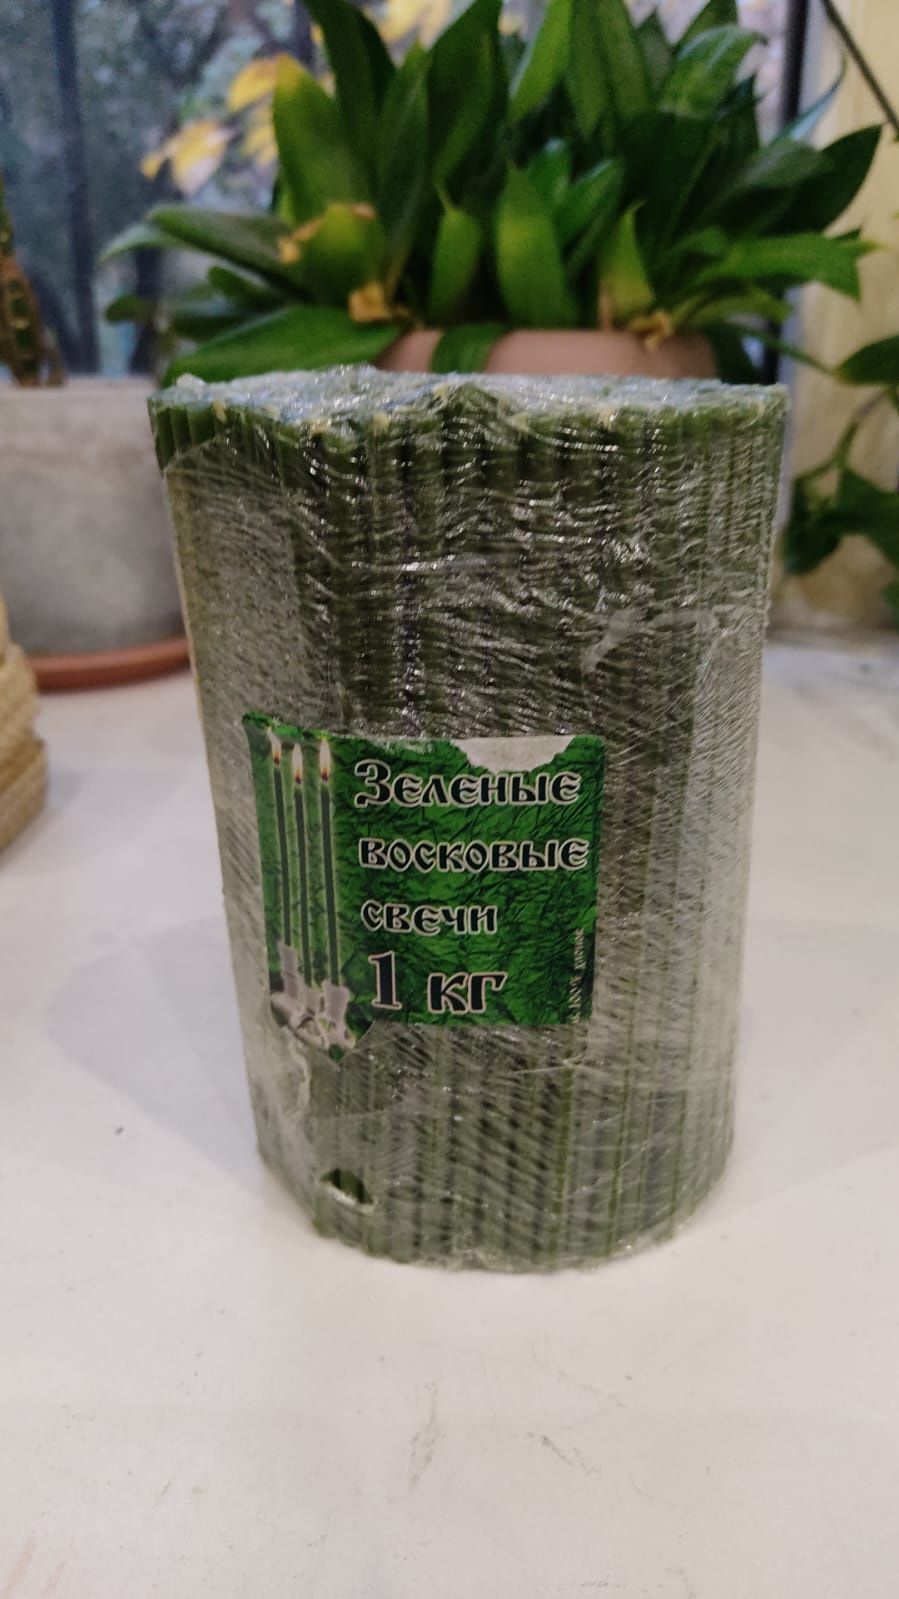 Зеленые
восковые
свечи
1 кг